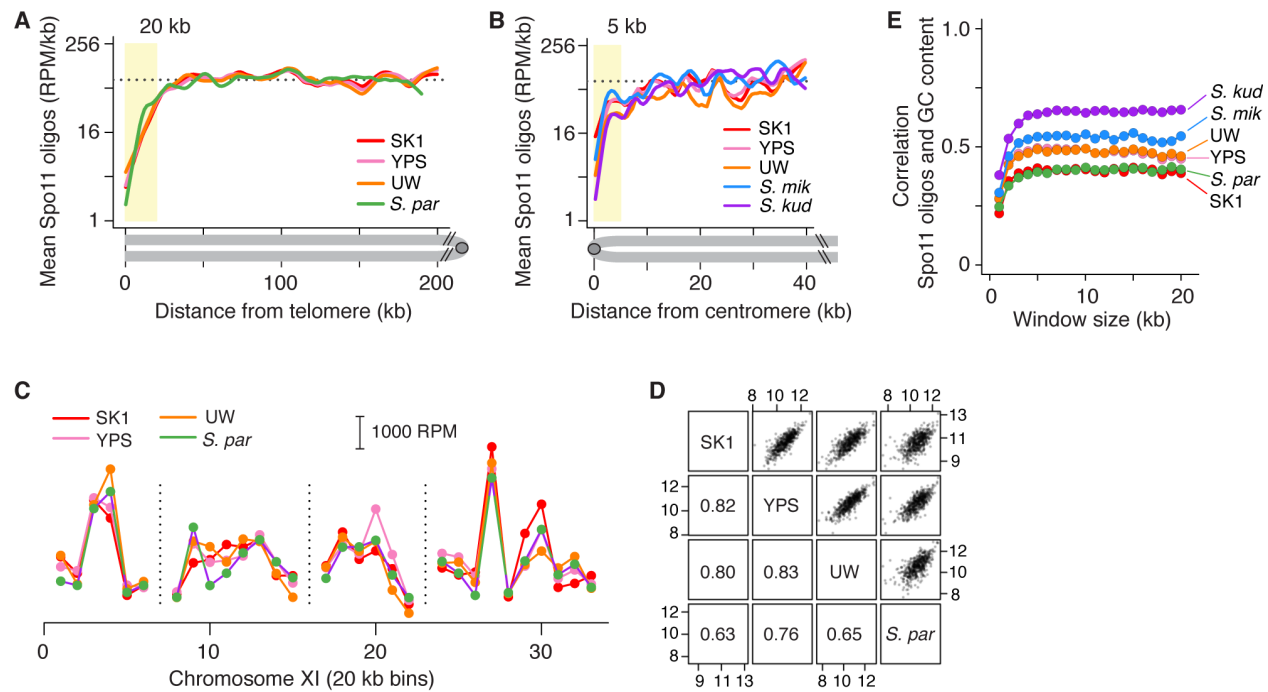 A
20 kb
Mean Spo11 oligos (RPM/kb)
256
16
1
SK1
YPS
UW
S. par
0
100
200
Distance from telomere (kb)
B
5 kb
Mean Spo11 oligos (RPM/kb)
256
16
1
SK1
YPS
UW
S. mik
S. kud
0
20
40
Distance from centromere (kb)
E
Correlation
Spo11 oligos and GC content
1.0
0.5
0
S. kud
S. mik
UW
YPS
S. par
SK1
0
10
20
Window size (kb)
C
SK1
YPS
UW
S. par
1000 RPM
0
10
20
30
Chromosome XI (20 kb bins)
D
8 10 12
8 10 12
SK1
13
11
9
12
10
8
0.82
YPS
0.80
0.83
UW
12
10
8
12
10
8
0.63
0.76
0.65
S. par
9 11 13
8 10 12